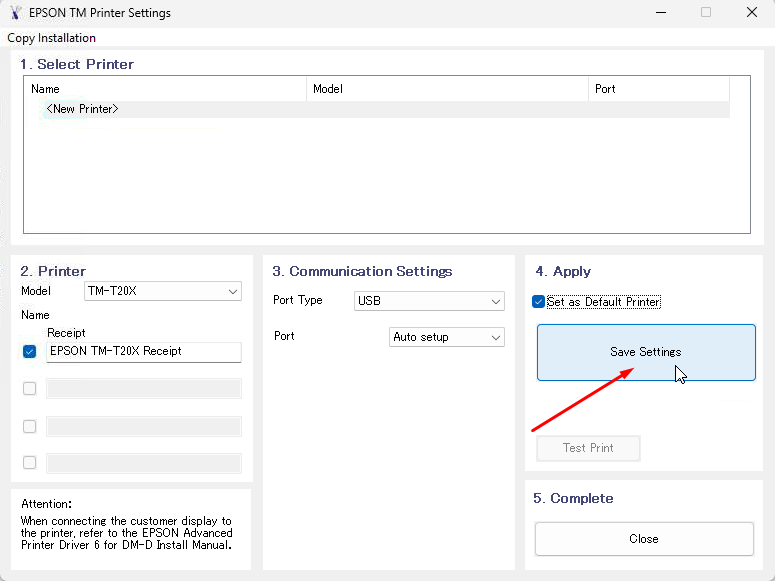 EPSON TM Printer Settings
Copy Installation
1. Select Printer
Name Model Port
<New Printer>
2. Printer
Model TM-T20X
Name
Receipt
EPSON TM-T20X Receipt
Attention:
When connecting the customer display to
the printer, refer to the EPSON Advanced
Printer Driver 6 for DM-D Install Manual.
3. Communication Settings
Port Type USB
Port Auto setup
4. Apply
Set as Default Printer
Save Settings
Test Print
5. Complete
Close